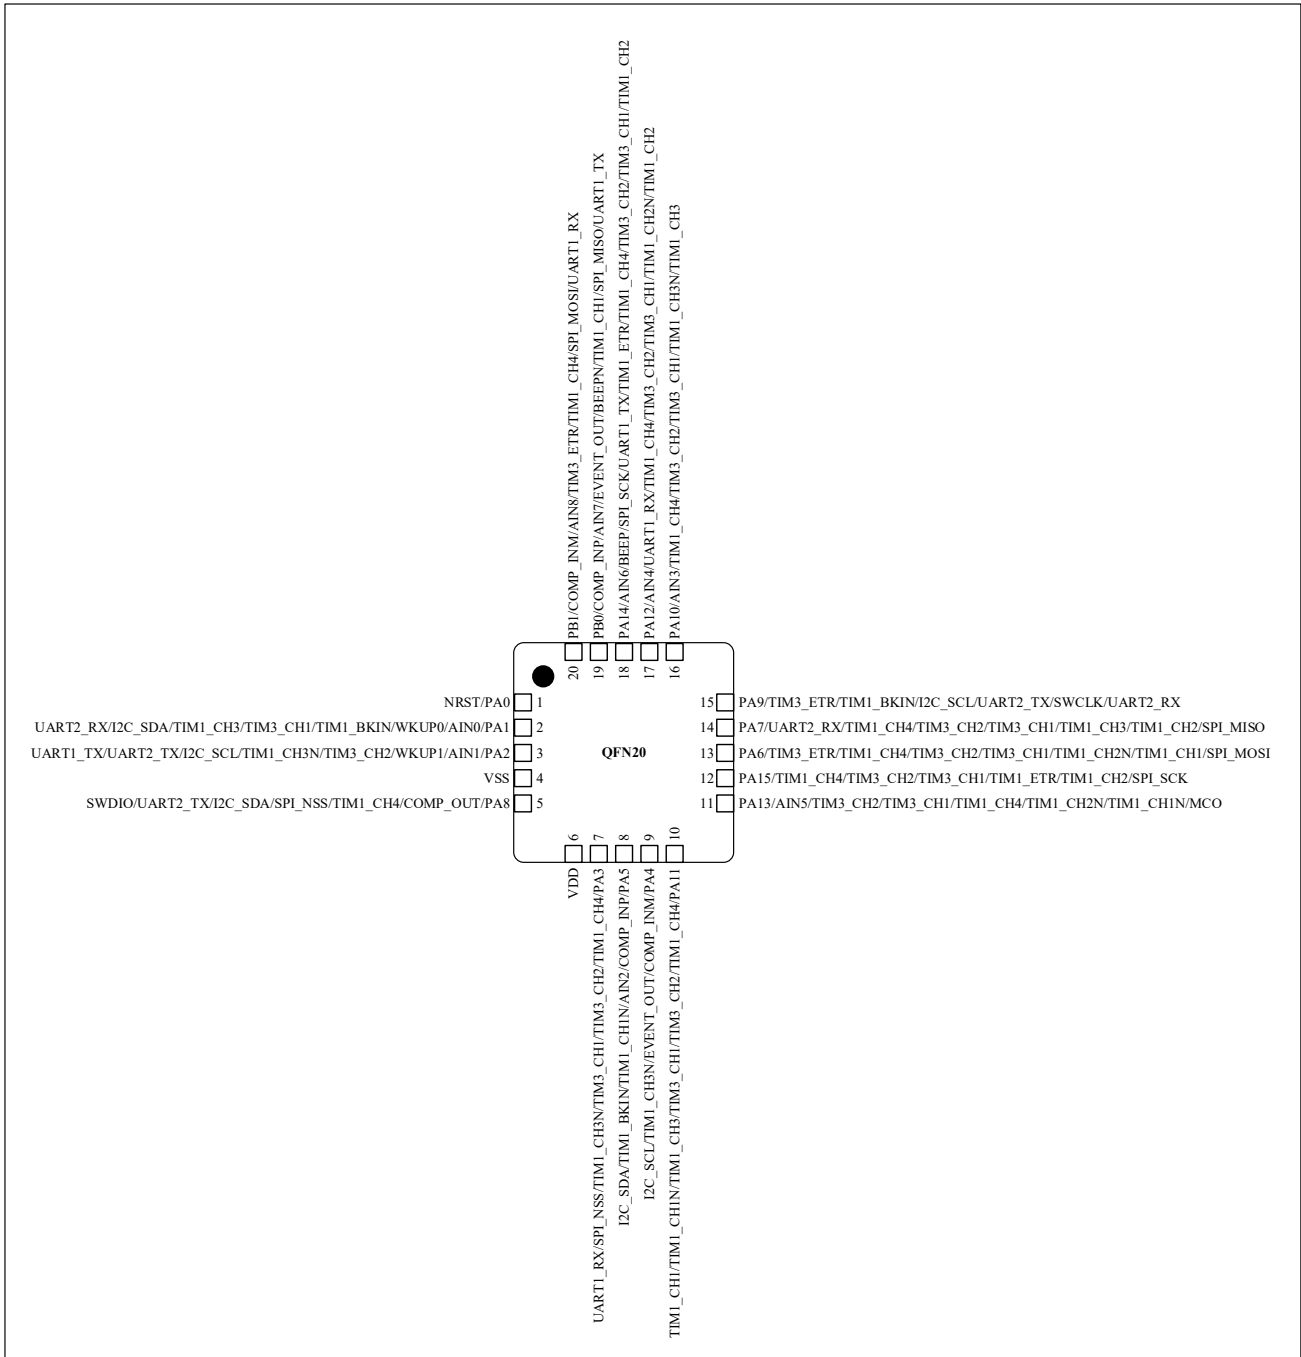 PB1/COMP_INM/AIN8/TIM3_ETR/TIM1_CH4/SPI_MOSI/UART1_RX
PB0/COMP_INP/AIN7/EVENT_OUT/BEEPN/TIM1_CH1/SPI_MISO/UART1_TX
PA14/AIN6/BEEP/SPI_SCK/UART1_TX/TIM1_ETR/TIM1_CH4/TIM3_CH2/TIM3_CH1/TIM1_CH2
PA12/AIN4/UART1_RX/TIM1_CH4/TIM3_CH2/TIM3_CH1/TIM1_CH2N/TIM1_CH2
PA10/AIN3/TIM1_CH4/TIM3_CH2/TIM3_CH1/TIM1_CH3N/TIM1_CH3
20
19
18
17
16
NRST/PA0 1
UART2_RX/I2C_SDA/TIM1_CH3/TIM3_CH1/TIM1_BKIN/WKUP0/AIN0/PA1 2
UART1_TX/UART2_TX/I2C_SCL/TIM1_CH3N/TIM3_CH2/WKUP1/AIN1/PA2 3
VSS 4
SWDIO/UART2_TX/I2C_SDA/SPI_NSS/TIM1_CH4/COMP_OUT/PA8 5
QFN20
15 PA9/TIM3_ETR/TIM1_BKIN/I2C_SCL/UART2_TX/SWCLK/UART2_RX
14 PA7/UART2_RX/TIM1_CH4/TIM3_CH2/TIM3_CH1/TIM1_CH3/TIM1_CH2/SPI_MISO
13 PA6/TIM3_ETR/TIM1_CH4/TIM3_CH2/TIM3_CH1/TIM1_CH2N/TIM1_CH1/SPI_MOSI
12 PA15/TIM1_CH4/TIM3_CH2/TIM3_CH1/TIM1_ETR/TIM1_CH2/SPI_SCK
11 PA13/AIN5/TIM3_CH2/TIM3_CH1/TIM1_CH4/TIM1_CH2N/TIM1_CH1N/MCO
6
7
8
9
10
VDD
UART1_RX/SPI_NSS/TIM1_CH3N/TIM3_CH1/TIM3_CH2/TIM1_CH4/PA3
I2C_SDA/TIM1_BKIN/TIM1_CH1N/AIN2/COMP_INP/PA5
I2C_SCL/TIM1_CH3N/EVENT_OUT/COMP_INM/PA4
TIM1_CH1/TIM1_CH1N/TIM1_CH3/TIM3_CH1/TIM3_CH2/TIM1_CH4/PA11